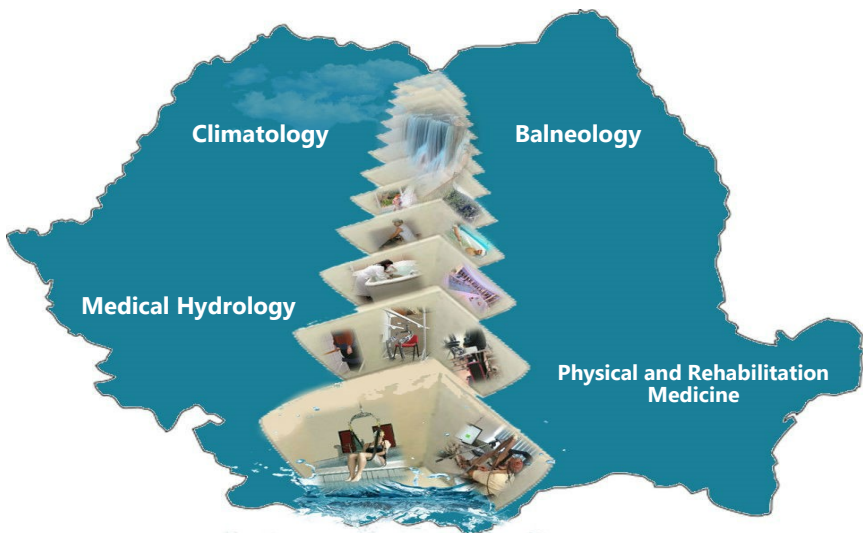 Climatology
Balneology
Medical Hydrology
Physical and Rehabilitation
Medicine